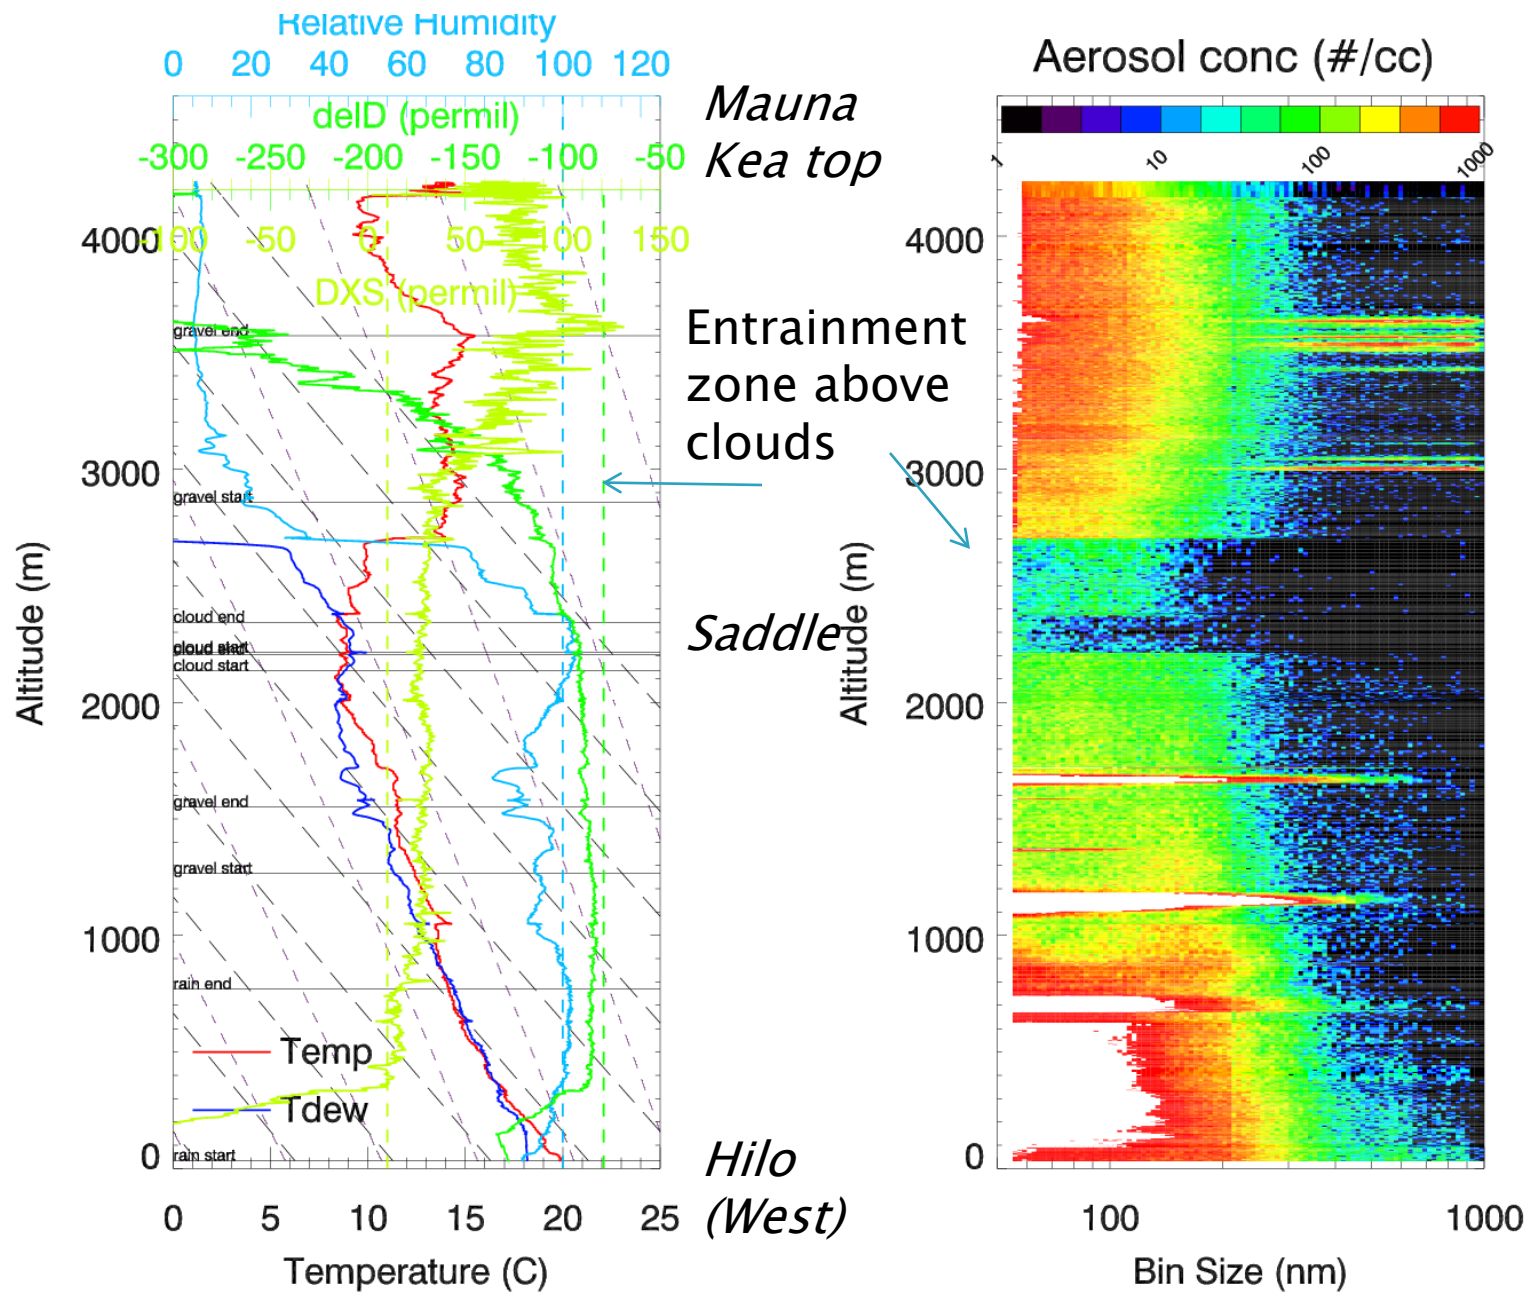 Relative Humidity
0 20 40 60 80 100 120
delD (permil)
-300 -250 -200 -150 -100 -50
-100 -50 0 50 100 150
DXS (permil)
4000
3000
2000
1000
0
Altitude (m)
gravel end
gravel start
cloud end
cloud start
cloud start
gravel end
gravel start
rain end
rain start
Temp
Tdew
0 5 10 15 20 25
Temperature (C)
Mauna
Kea top
Entrainment
zone above
clouds
Saddle
Hilo
(West)
Aerosol conc (#/cc)
1 10 100 1000
4000
3000
2000
1000
0
Altitude (m)
100 1000
Bin Size (nm)